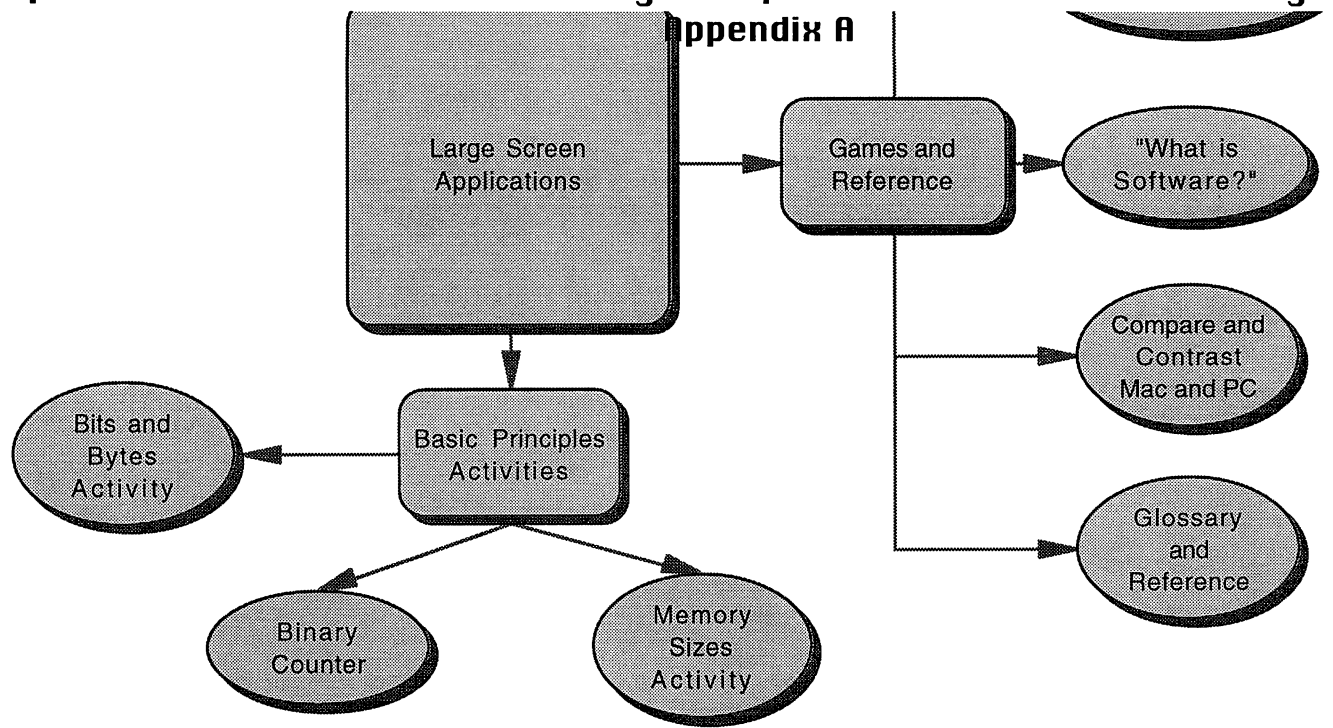 Appendix A
Large Screen
Applications
Games and
Reference
"What is
Software?"
Compare and
Contrast
Mac and PC
Bits and
Bytes
Activity
Basic Principles
Activities
Glossary
and
Reference
Binary
Counter
Memory
Sizes
Activity